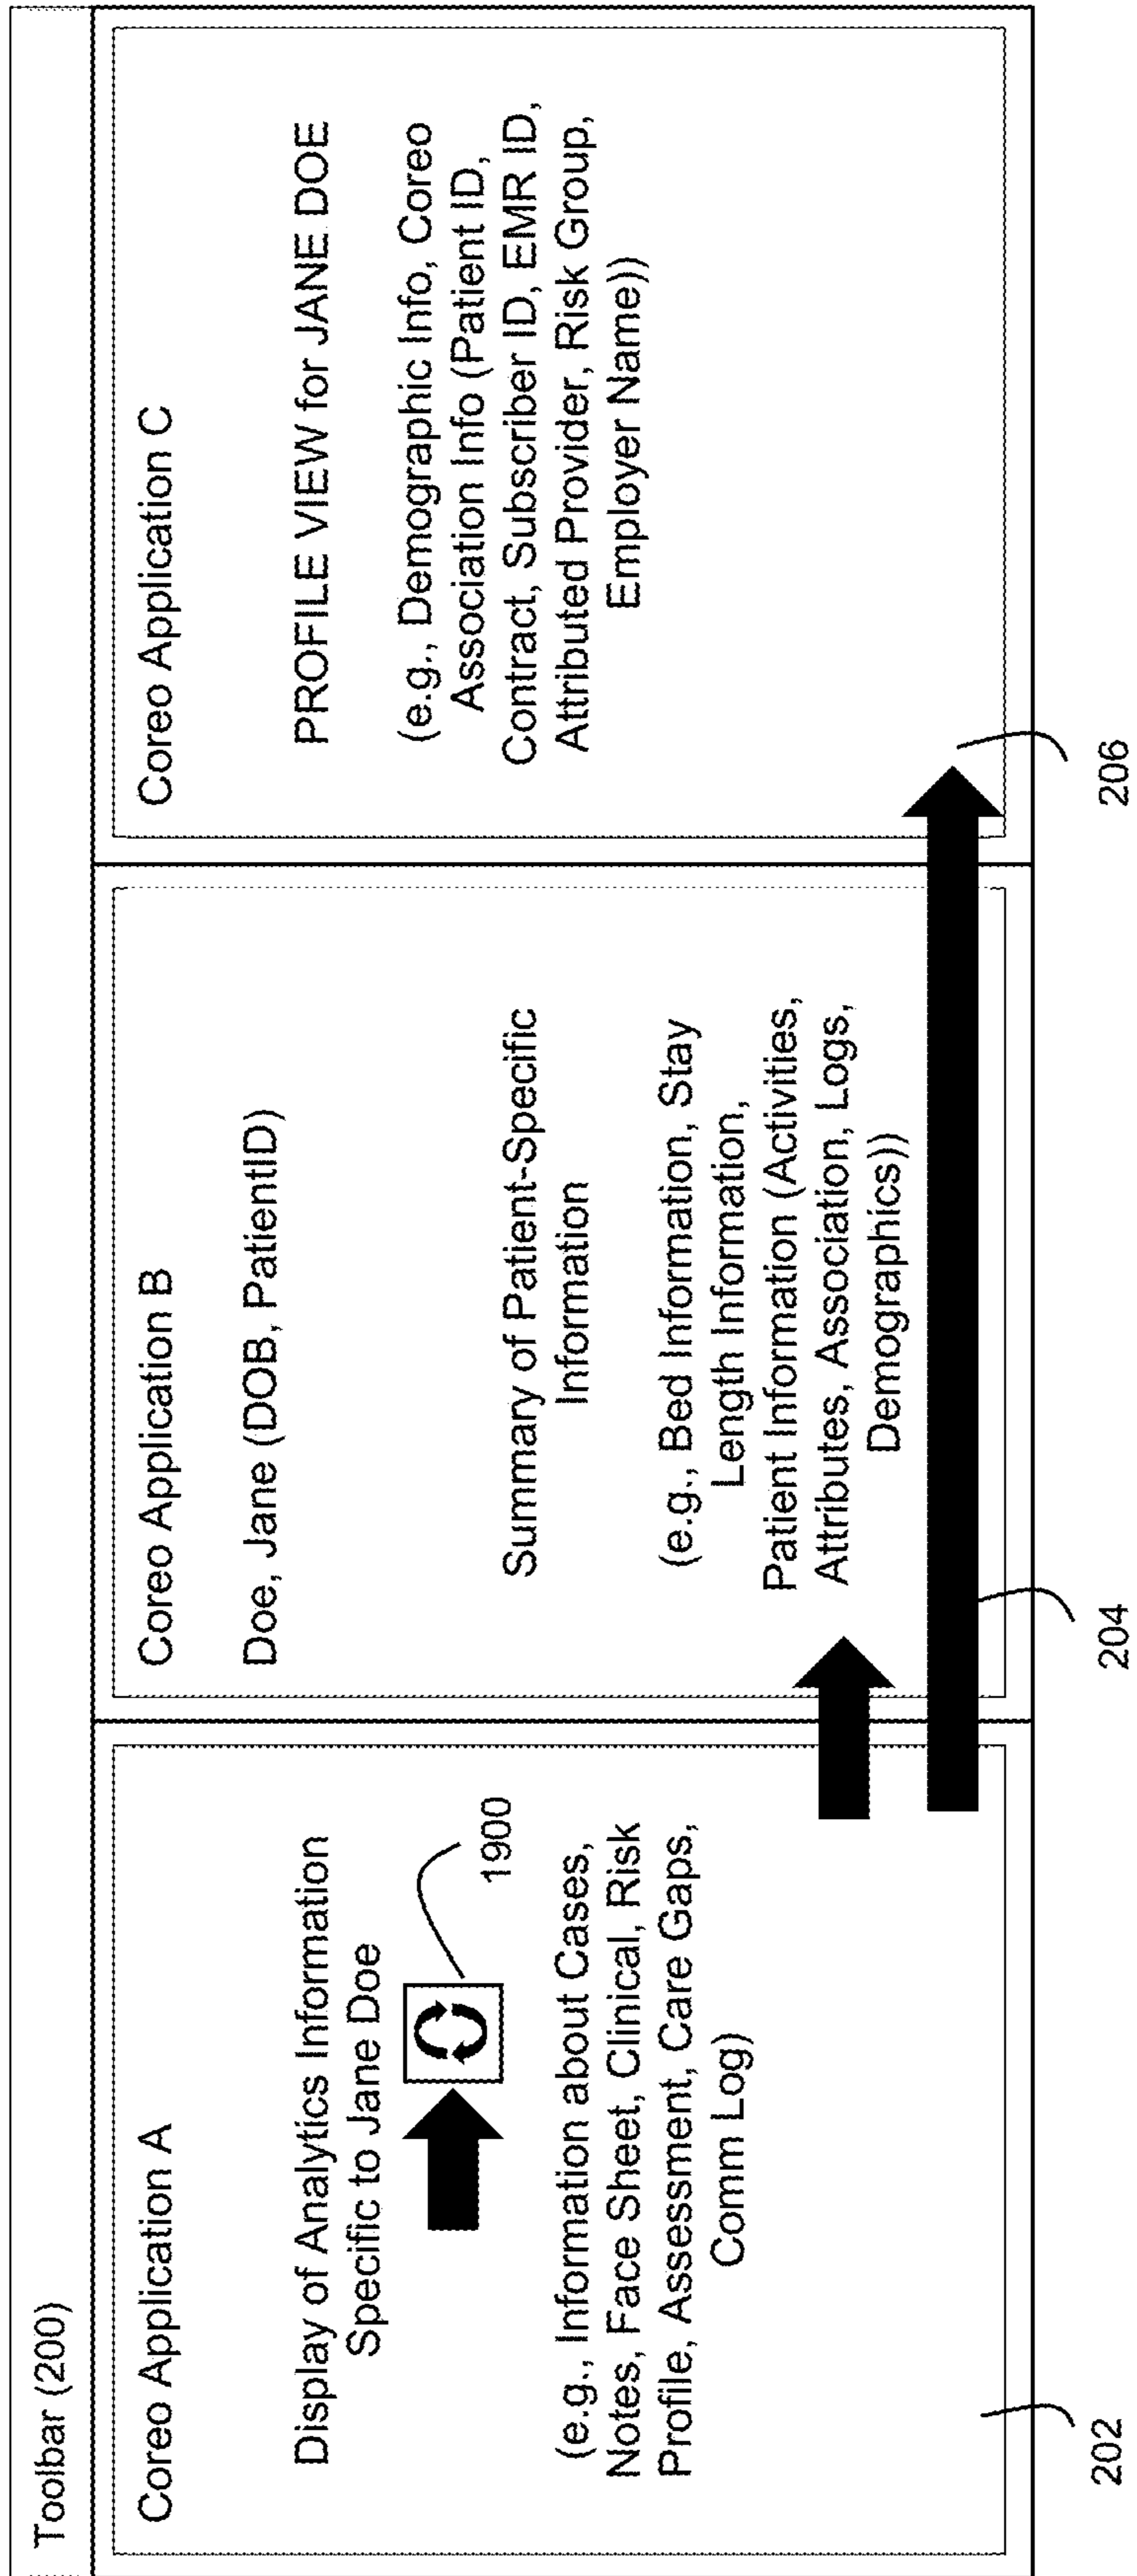 Toolbar (200)
Coreo Application A
Display of Analytics Information
Specific to Jane Doe
1900
(e.g., Information about Cases,
Notes, Face Sheet, Clinical, Risk
Profile, Assessment, Care Gaps,
Comm Log)
202
Coreo Application B
Doe, Jane (DOB, PatientID)
Summary of Patient-Specific
Information
(e.g., Bed Information, Stay
Length Information,
Patient Information (Activities,
Attributes, Association, Logs,
Demographics))
204
Coreo Application C
PROFILE VIEW for JANE DOE
(e.g., Demographic Info, Coreo
Association Info (Patient ID,
Contract, Subscriber ID, EMR ID,
Attributed Provider, Risk Group,
Employer Name))
206